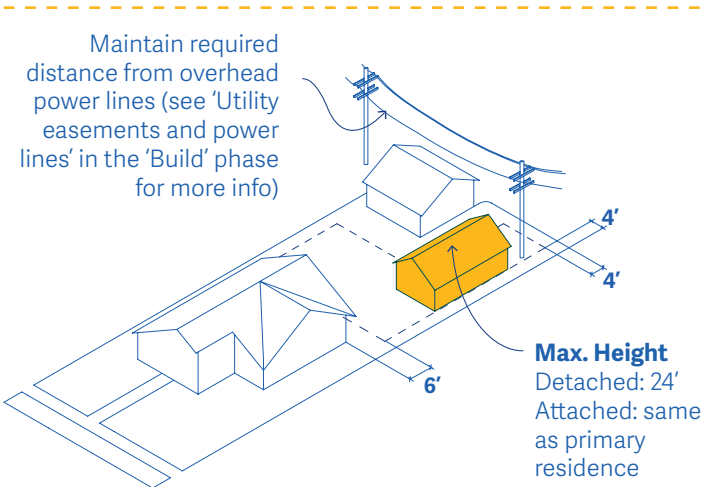 Maintain required
distance from overhead
power lines (see ‘Utility
easements and power
lines’ in the ‘Build’ phase
for more info)
4’
4’
6’
Max. Height
Detached: 24’
Attached: same
as primary
residence